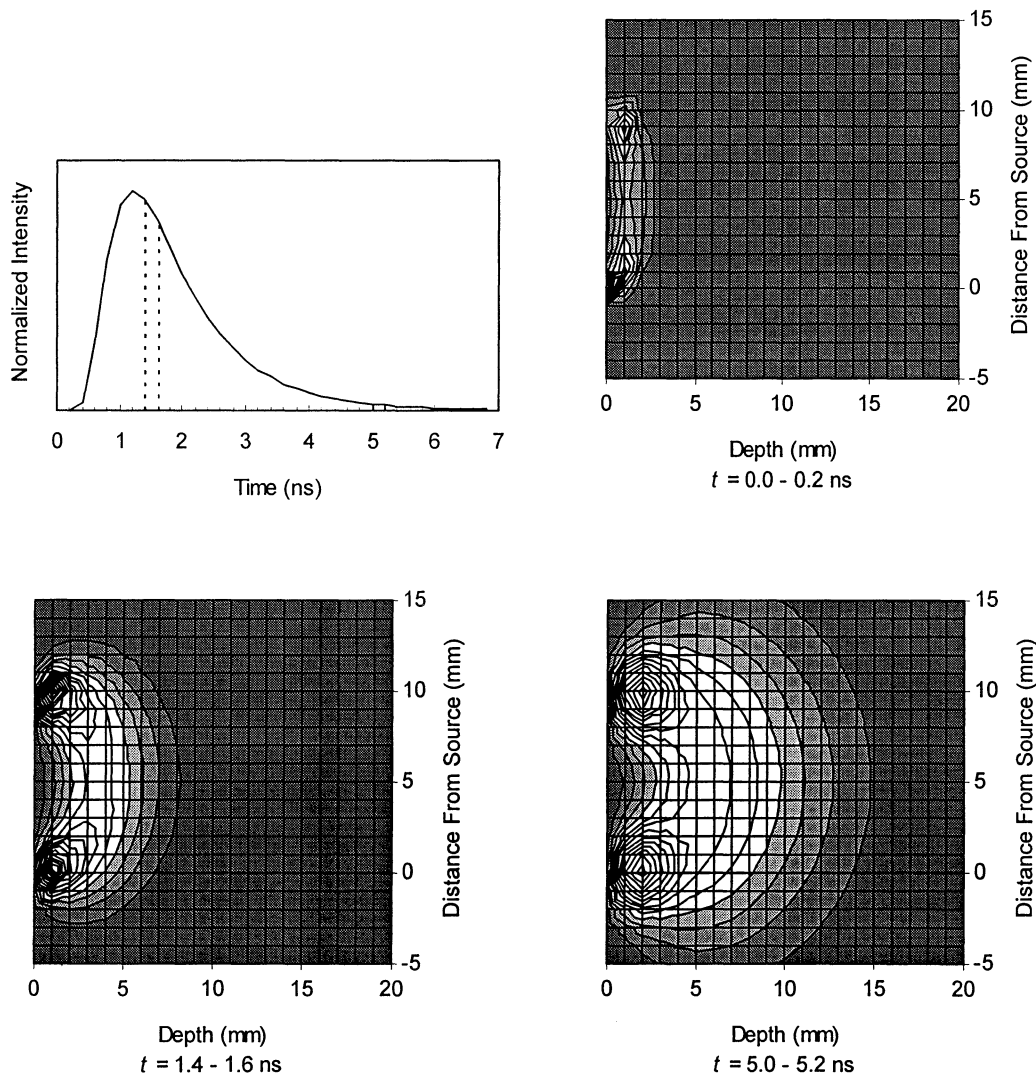 Normalized Intensity
0 1 2 3 4 5 6 7
Time (ns)
15
10
5
0
-5
Distance From Source (mm)
0 5 10 15 20
Depth (mm)
t = 0.0 - 0.2 ns
15
10
5
0
-5
Distance From Source (mm)
0 5 10 15 20
Depth (mm)
t = 1.4 - 1.6 ns
15
10
5
0
-5
Distance From Source (mm)
0 5 10 15 20
Depth (mm)
t = 5.0 - 5.2 ns